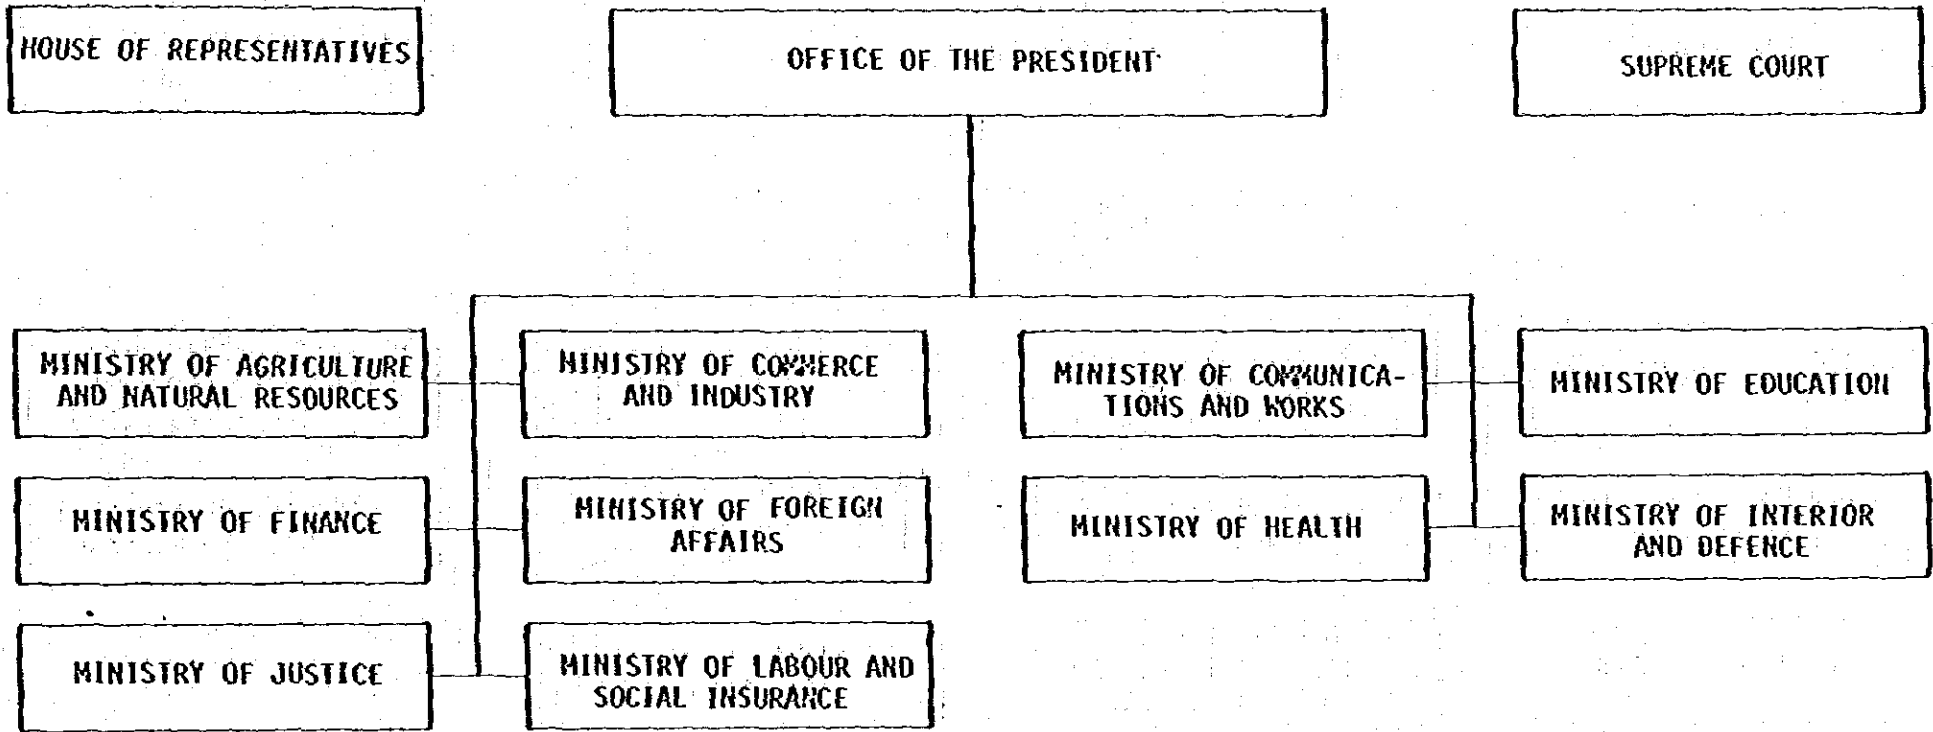 HOUSE OF REPRESENTATIVES
OFFICE OF THE PRESIDENT
SUPREME COURT
MINISTRY OF AGRICULTURE
AND NATURAL RESOURCES
MINISTRY OF COMMERCE
AND INDUSTRY
MINISTRY OF COMMUNICA-
TIONS AND WORKS
MINISTRY OF EDUCATION
MINISTRY OF FINANCE
MINISTRY OF FOREIGN
AFFAIRS
MINISTRY OF HEALTH
MINISTRY OF INTERIOR
AND DEFENCE
MINISTRY OF JUSTICE
MINISTRY OF LABOUR AND
SOCIAL INSURANCE